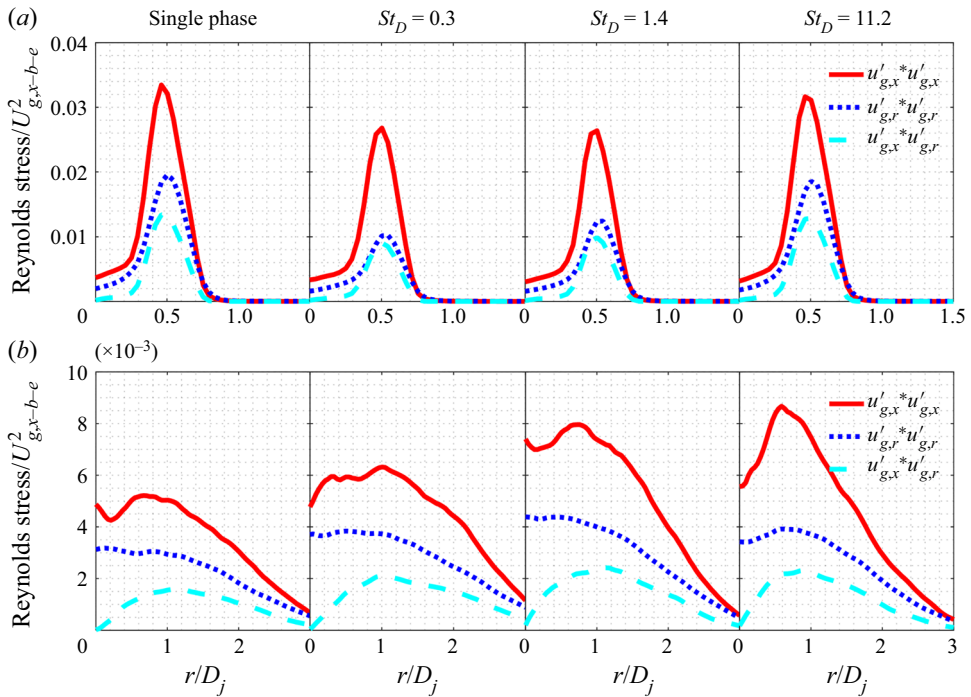 (a) Single phase St_D = 0.3 St_D = 1.4 St_D = 11.2
Reynolds stress/U²_{g,x–b–e}
0.04
0.03
0.02
0.01
0
u′_{g,x}*u′_{g,x}
u′_{g,r}*u′_{g,r}
u′_{g,x}*u′_{g,r}
0.5 1.0 0 0.5 1.0 0 0.5 1.0 0 0.5 1.0 1.5
(b) (×10⁻³)
Reynolds stress/U²_{g,x–b–e}
10
8
6
4
2
0
u′_{g,x}*u′_{g,x}
u′_{g,r}*u′_{g,r}
u′_{g,x}*u′_{g,r}
1 2 0 1 2 0 1 2 0 1 2 3
r/D_j r/D_j r/D_j r/D_j